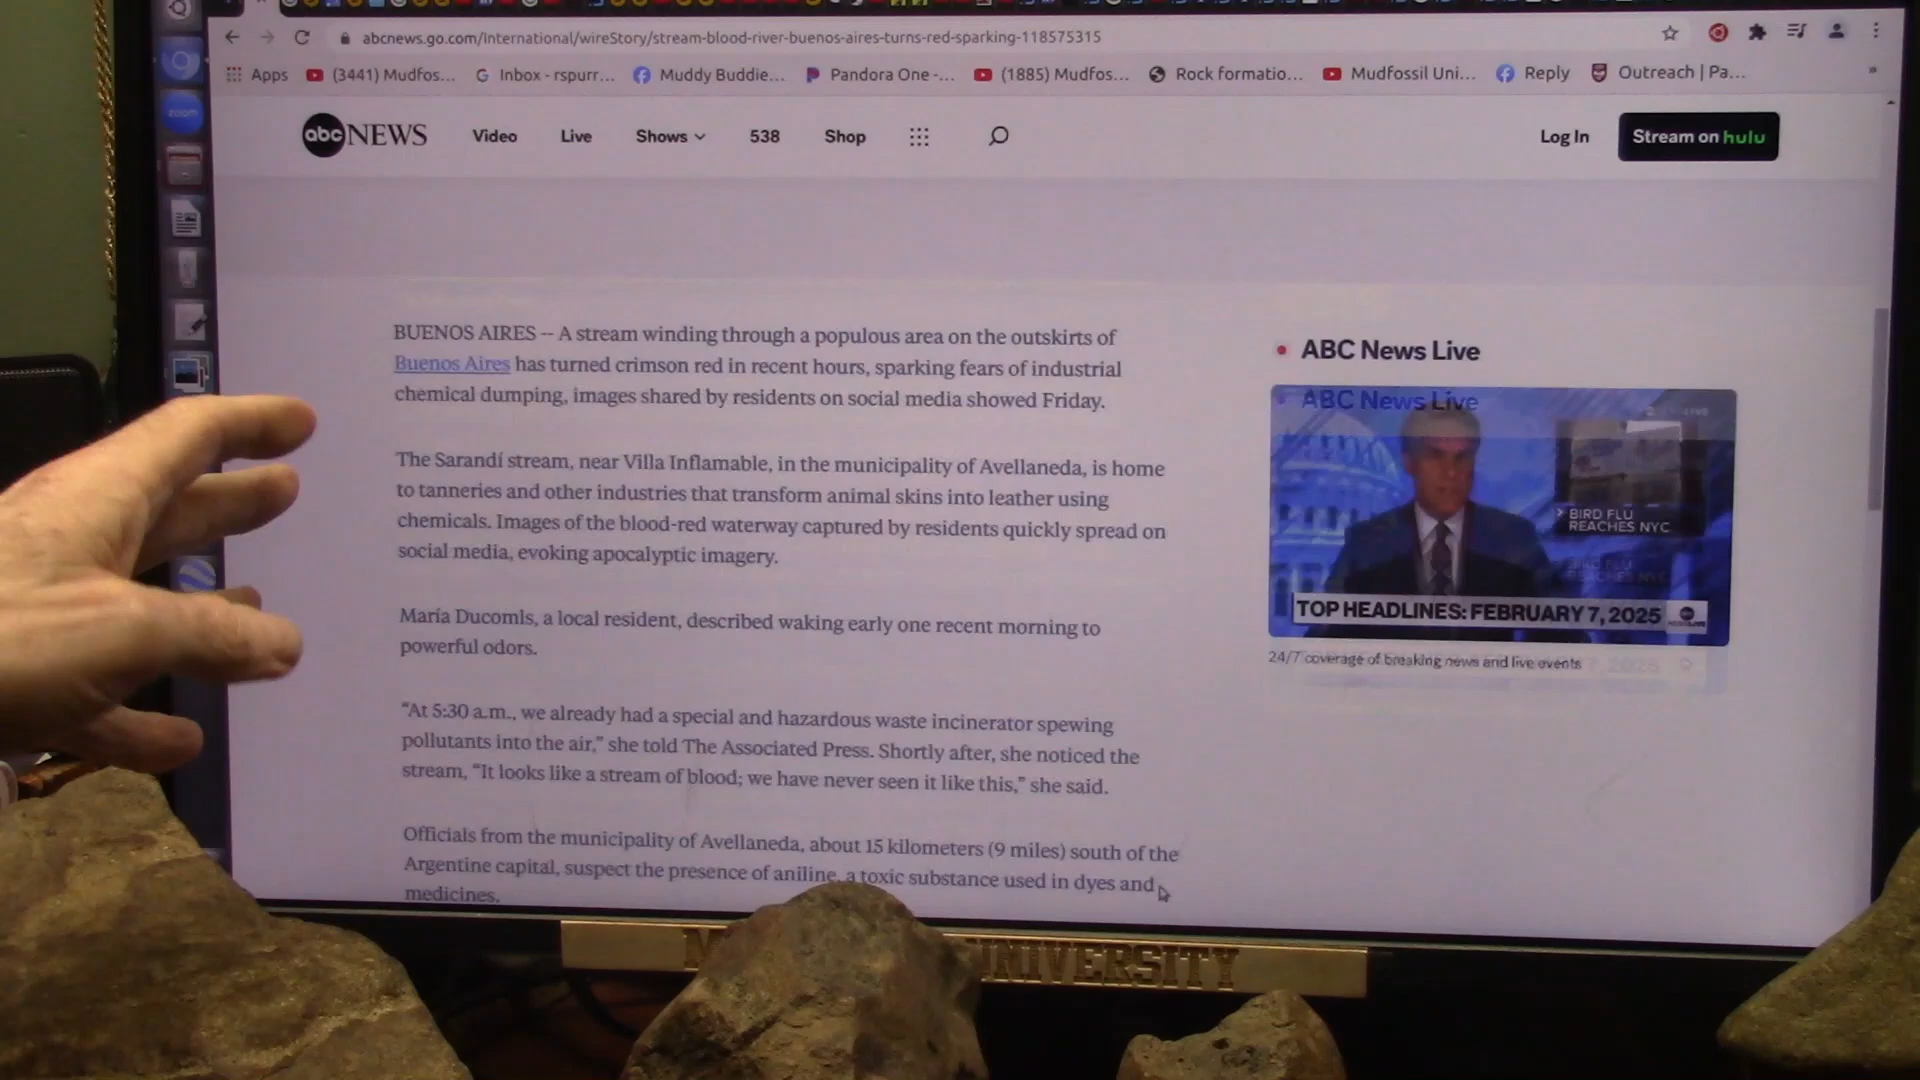 abcnews.go.com/International/wireStory/stream-blood-river-buenos-aires-turns-red-sparking-118575315
Apps (3441) Mudfos... Inbox - rspurr... Muddy Buddie... Pandora One -... (1885) Mudfos... Rock formatio... Mudfossil Uni... Reply Outreach | Pa... »
zoom
abc NEWS Video Live Shows 538 Shop Log In Stream on hulu
BUENOS AIRES -- A stream winding through a populous area on the outskirts of
Buenos Aires has turned crimson red in recent hours, sparking fears of industrial
chemical dumping, images shared by residents on social media showed Friday.
The Sarandí stream, near Villa Inflamable, in the municipality of Avellaneda, is home
to tanneries and other industries that transform animal skins into leather using
chemicals. Images of the blood-red waterway captured by residents quickly spread on
social media, evoking apocalyptic imagery.
María Ducomls, a local resident, described waking early one recent morning to
powerful odors.
“At 5:30 a.m., we already had a special and hazardous waste incinerator spewing
pollutants into the air,” she told The Associated Press. Shortly after, she noticed the
stream, “It looks like a stream of blood; we have never seen it like this,” she said.
Officials from the municipality of Avellaneda, about 15 kilometers (9 miles) south of the
Argentine capital, suspect the presence of aniline, a toxic substance used in dyes and
medicines.
ABC News Live
ABC News Live
> BIRD FLU
REACHES NYC
BIRD FLU
REACHES NYC
TOP HEADLINES: FEBRUARY 7, 2025
24/7 coverage of breaking news and live events
UNIVERSITY